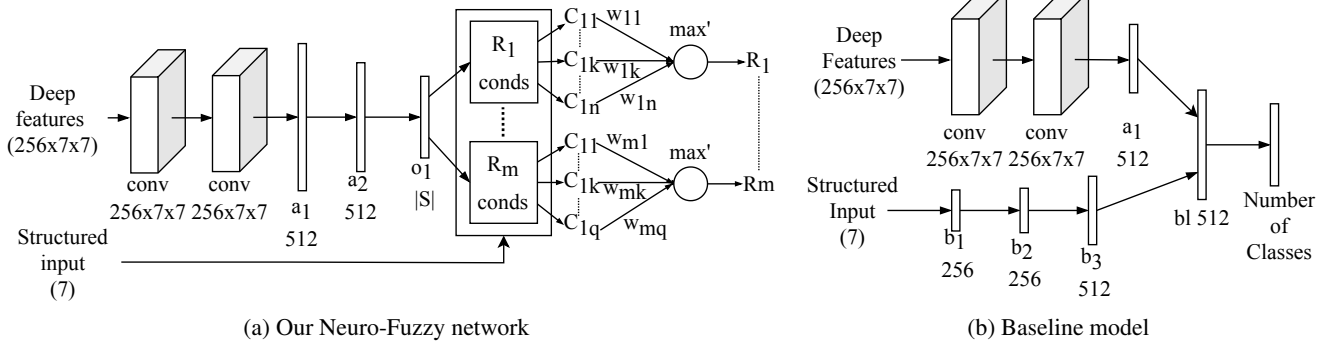 Deep
features
(256x7x7)
conv
256x7x7
conv
256x7x7
a1
512
a2
512
o1
|S|
Structured
input
(7)
R1
conds
Rm
conds
C11
C1k
C1n
w11
w1k
w1n
max'
R1
C11
C1k
C1q
wm1
wmk
wmq
max'
Rm
(a) Our Neuro-Fuzzy network
Deep
Features
(256x7x7)
conv
256x7x7
conv
256x7x7
a1
512
Structured
Input
(7)
b1
256
b2
256
b3
512
bl 512
Number
of
Classes
(b) Baseline model